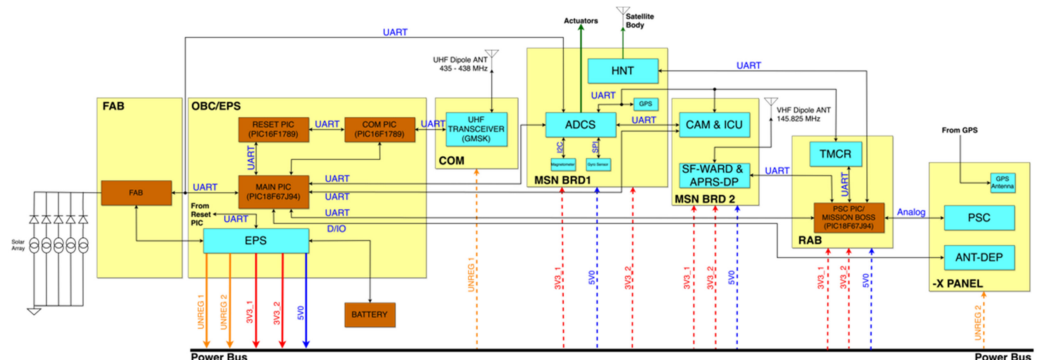 Actuators
Satellite
Body
UART
UHF Dipole ANT
435 - 438 MHz
HNT
UART
FAB
OBC/EPS
UART
GPS
VHF Dipole ANT
145.825 MHz
RESET PIC
(PIC16F1789)
UART
COM PIC
(PIC16F1789)
UART
UHF
TRANSCEIVER
(GMSK)
ADCS
UART
CAM & ICU
From GPS
COM
UART
I2C
SPI
TMCR
Magnetometer
Sun Sensor
MSN BRD1
SF-WARD &
APRS-DP
UART
UART
GPS
Antenna
FAB
UART
MAIN PIC
(PIC18F67J94)
UART
UART
MSN BRD 2
From
Reset
PIC
UART
UART
PSC PIC/
MISSION BOSS
(PIC18F67J94)
Analog
PSC
D/IO
Solar
Array
EPS
RAB
ANT-DEP
-X PANEL
UNREG 1
UNREG 2
3V3_1
3V3_2
5V0
BATTERY
UNREG 1
3V3_1
5V0
3V3_2
3V3_1
3V3_2
5V0
3V3_1
3V3_2
5V0
UNREG 2
Power Bus
Power Bus